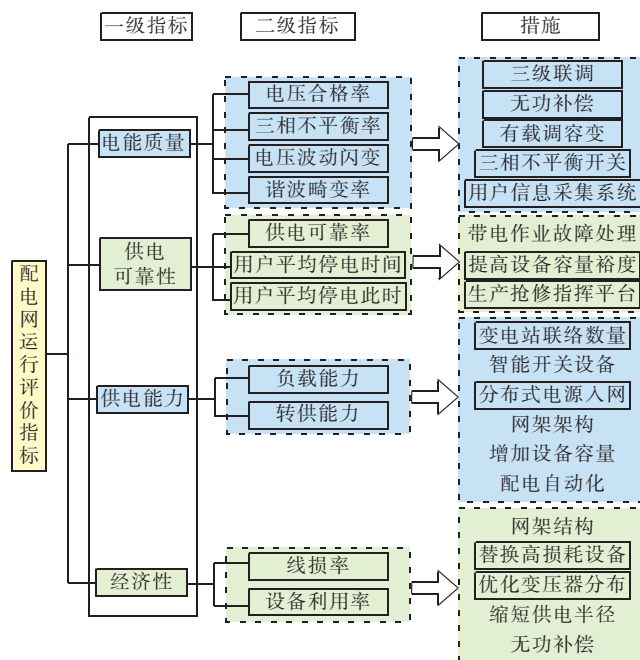 一级指标
二级指标
措施
配电网运行评价指标
电能质量
电压合格率
三相不平衡率
电压波动闪变
谐波畸变率
三级联调
无功补偿
有载调容变
三相不平衡开关
用户信息采集系统
供电
可靠性
供电可靠率
用户平均停电时间
用户平均停电此时
带电作业故障处理
提高设备容量裕度
生产抢修指挥平台
供电能力
负载能力
转供能力
变电站联络数量
智能开关设备
分布式电源入网
网架架构
增加设备容量
配电自动化
经济性
线损率
设备利用率
网架结构
替换高损耗设备
优化变压器分布
缩短供电半径
无功补偿